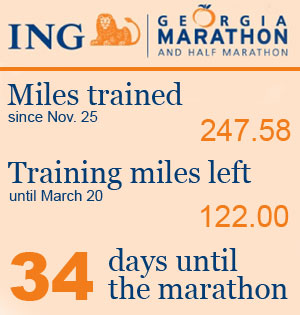 ING
GEORGIA
MARATHON
AND HALF MARATHON
Miles trained
since Nov. 25
247.58
Training miles left
until March 20
122.00
34 days until
the marathon